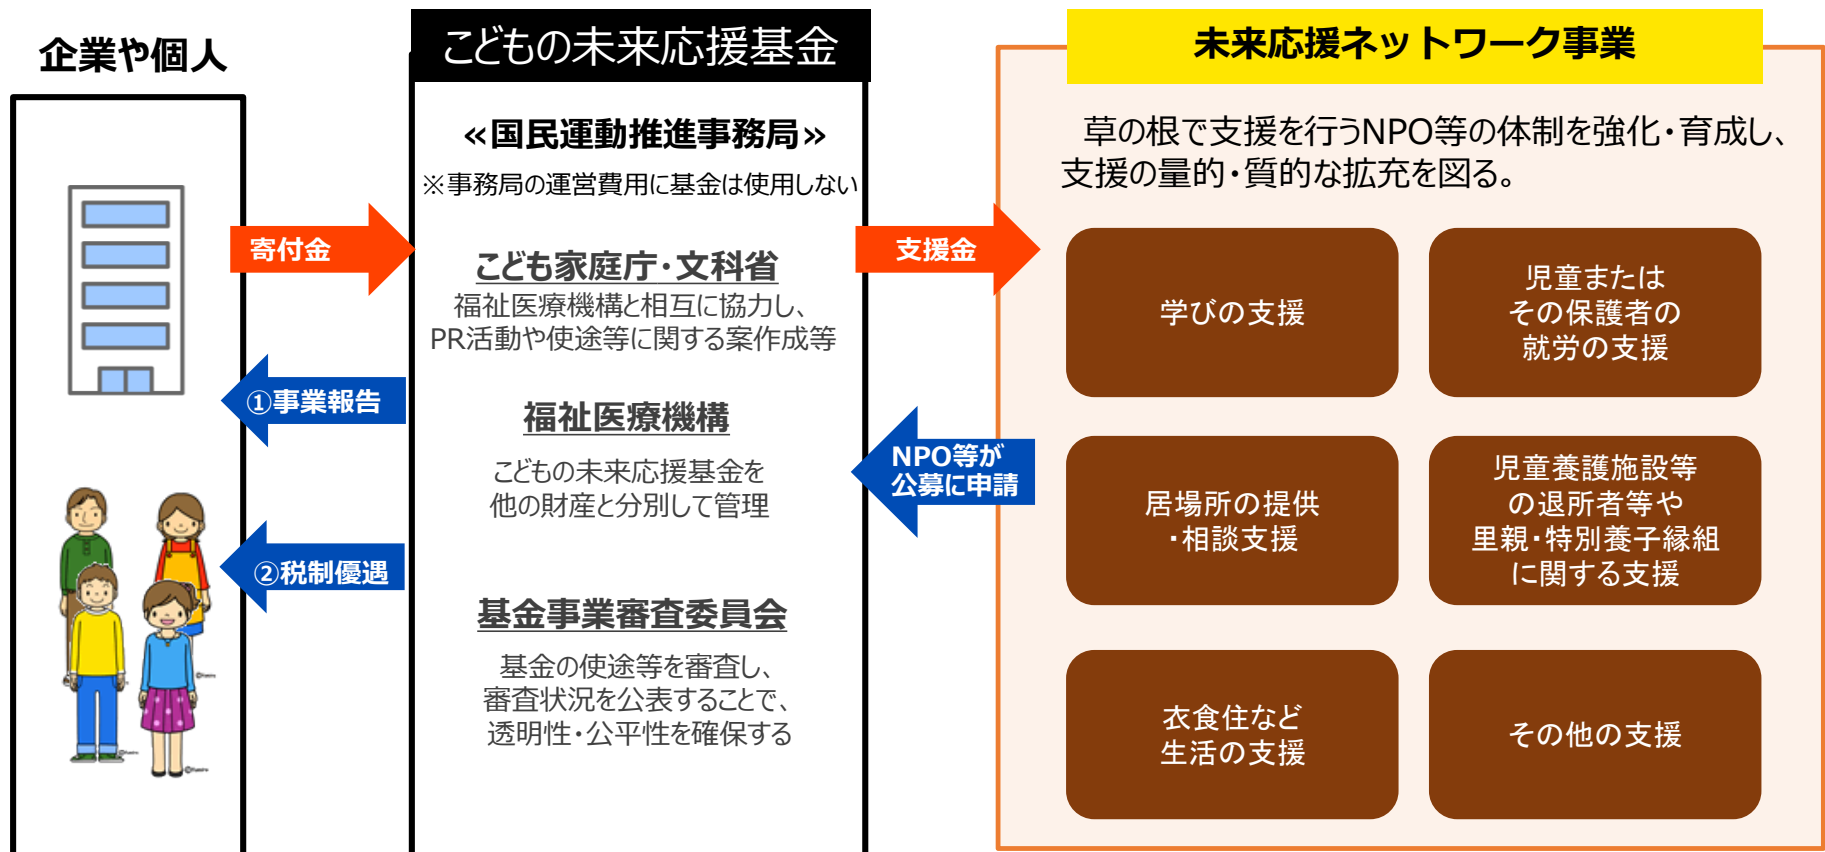 企業や個人
こどもの未来応援基金
≪国民運動推進事務局≫
※事務局の運営費用に基金は使用しない
寄付金
こども家庭庁・文科省
福祉医療機構と相互に協力し、
PR活動や使途等に関する案作成等
①事業報告
福祉医療機構
こどもの未来応援基金を
他の財産と分別して管理
②税制優遇
基金事業審査委員会
基金の使途等を審査し、
審査状況を公表することで、
透明性・公平性を確保する
支援金
NPO等が
公募に申請
未来応援ネットワーク事業
草の根で支援を行うNPO等の体制を強化・育成し、
支援の量的・質的な拡充を図る。
学びの支援
児童または
その保護者の
就労の支援
居場所の提供
・相談支援
児童養護施設等
の退所者等や
里親・特別養子縁組
に関する支援
衣食住など
生活の支援
その他の支援